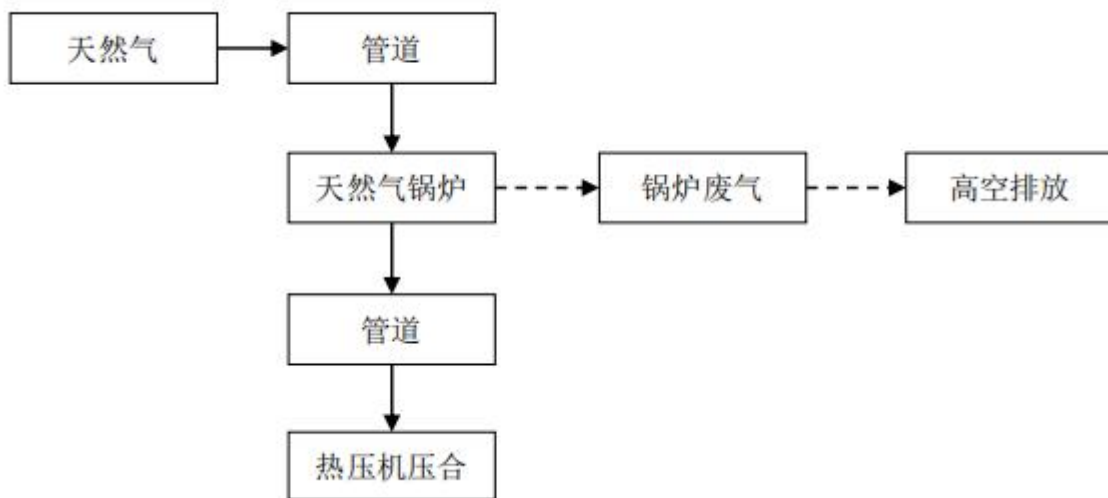 天然气
管道
天然气锅炉
锅炉废气
高空排放
管道
热压机压合